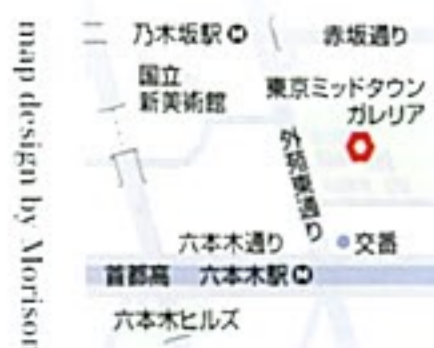 乃木坂駅 M
赤坂通り
国立
新美術館
東京ミッドタウン
ガレリア
外苑東通り
六本木通り
交番
首都高 六本木駅 M
六本木ヒルズ
map design by Morison